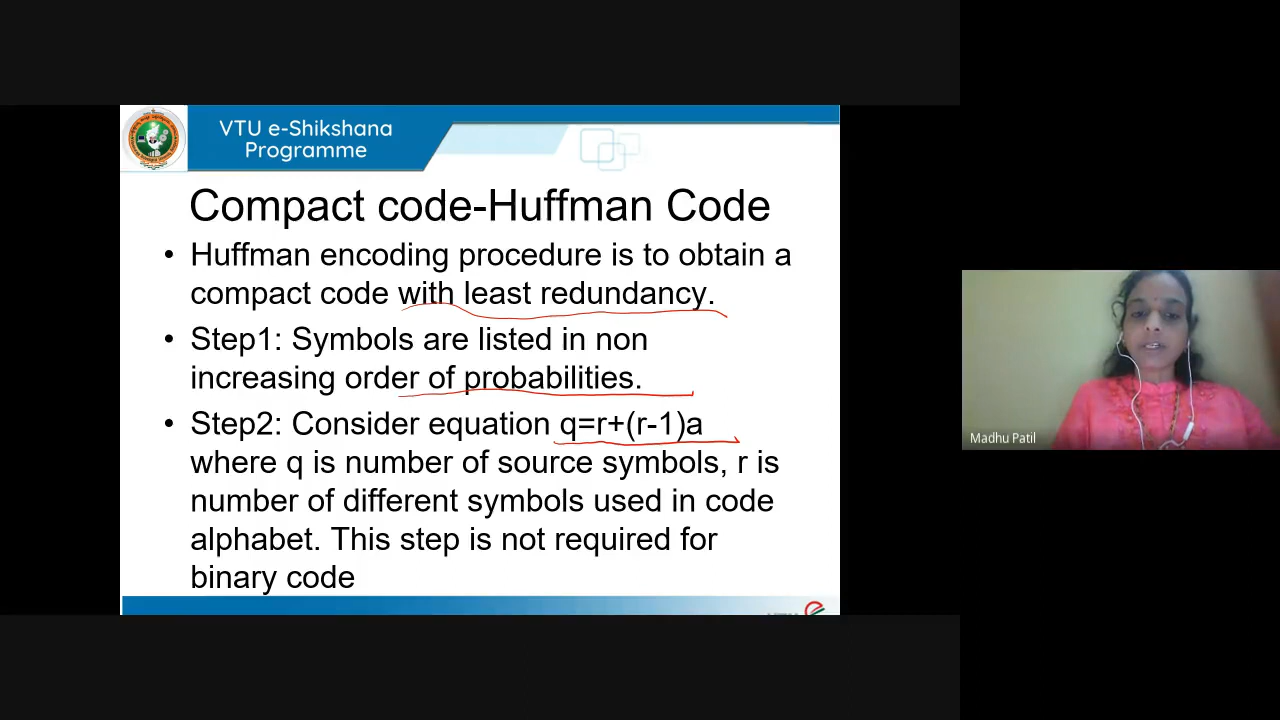 VTU e-Shikshana
Programme
Compact code-Huffman Code
• Huffman encoding procedure is to obtain a
compact code with least redundancy.
• Step1: Symbols are listed in non
increasing order of probabilities.
• Step2: Consider equation q=r+(r-1)a
where q is number of source symbols, r is
number of different symbols used in code
alphabet. This step is not required for
binary code
Madhu Patil